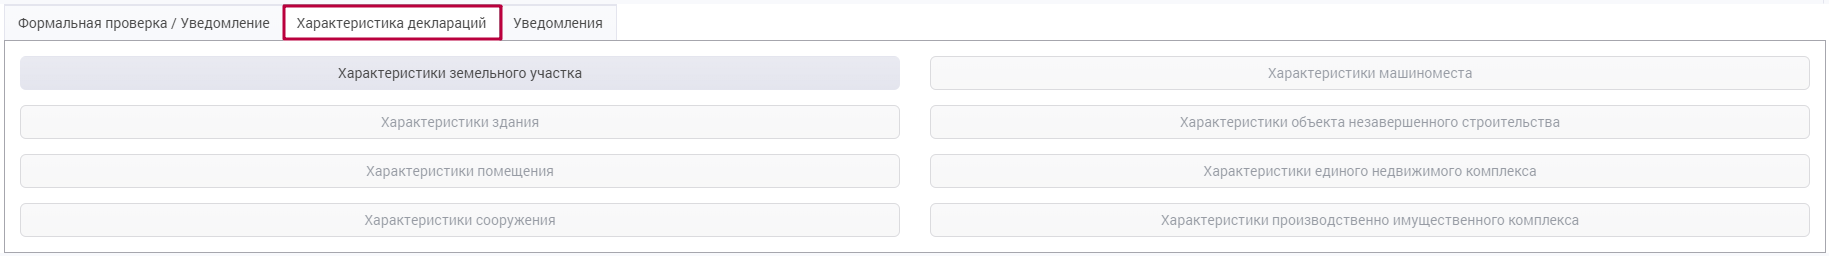 Формальная проверка / Уведомление
Характеристика деклараций
Уведомления
Характеристики земельного участка
Характеристики машиноместа
Характеристики здания
Характеристики объекта незавершенного строительства
Характеристики помещения
Характеристики единого недвижимого комплекса
Характеристики сооружения
Характеристики производственно имущественного комплекса